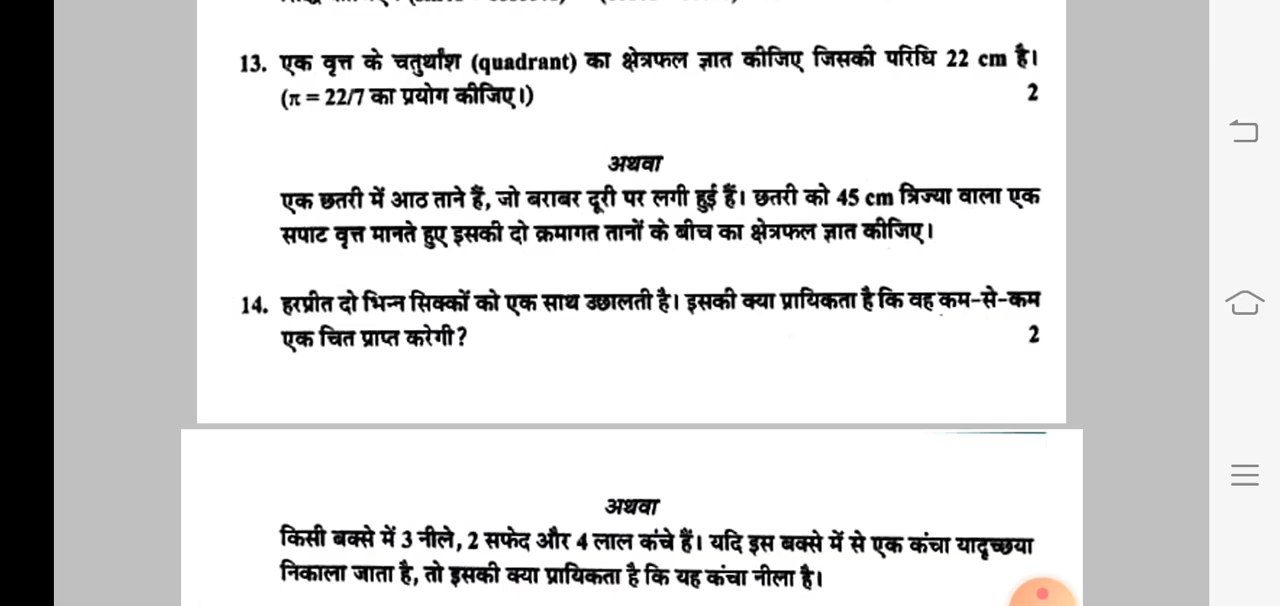 13. एक वृत्त के चतुर्थांश (quadrant) का क्षेत्रफल ज्ञात कीजिए जिसकी परिधि 22 cm है।
(π = 22/7 का प्रयोग कीजिए।) 2
अथवा
एक छतरी में आठ ताने हैं, जो बराबर दूरी पर लगी हुई हैं। छतरी को 45 cm त्रिज्या वाला एक
सपाट वृत्त मानते हुए इसकी दो क्रमागत तानों के बीच का क्षेत्रफल ज्ञात कीजिए।
14. हरप्रीत दो भिन्न सिक्कों को एक साथ उछालती है। इसकी क्या प्रायिकता है कि वह कम-से-कम
एक चित प्राप्त करेगी? 2
अथवा
किसी बक्से में 3 नीले, 2 सफेद और 4 लाल कंचे हैं। यदि इस बक्से में से एक कंचा यादृच्छया
निकाला जाता है, तो इसकी क्या प्रायिकता है कि यह कंचा नीला है।